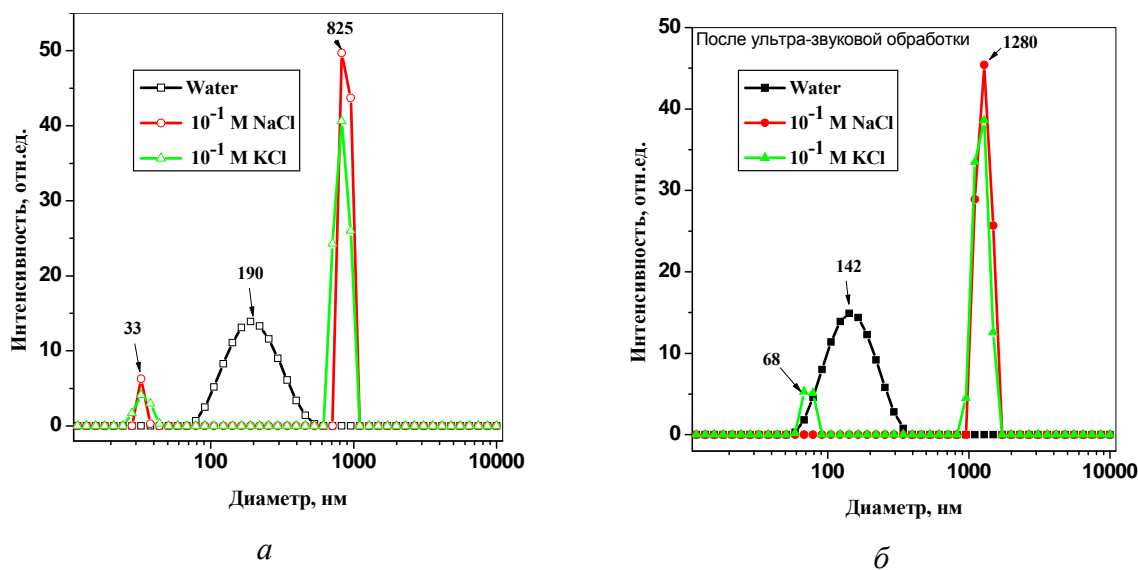 825
50
Water
10⁻¹ M NaCl
10⁻¹ M KCl
40
30
20
190
33
10
0
100
1000
10000
Интенсивность, отн.ед.
Диаметр, нм
а
После ультра-звуковой обработки
1280
50
Water
10⁻¹ M NaCl
10⁻¹ M KCl
40
30
20
142
68
10
0
100
1000
10000
Интенсивность, отн.ед.
Диаметр, нм
б